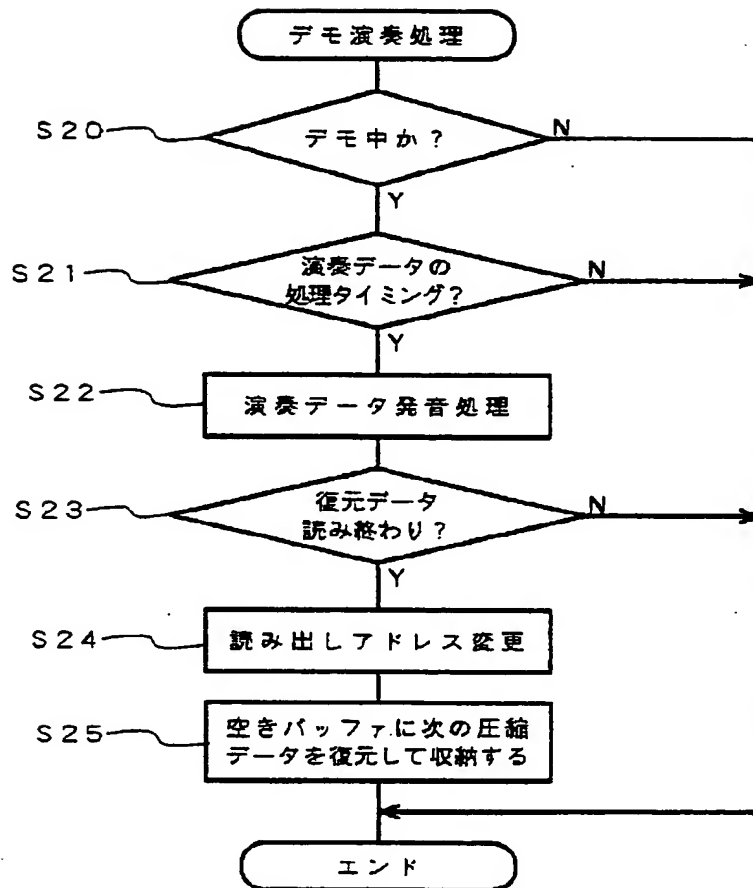 デモ演奏処理
S20
デモ中か?
N
Y
S21
演奏データの
処理タイミング?
N
Y
S22
演奏データ発音処理
S23
復元データ
読み終わり?
N
Y
S24
読み出しアドレス変更
S25
空きバッファに次の圧縮
データを復元して収納する
エンド